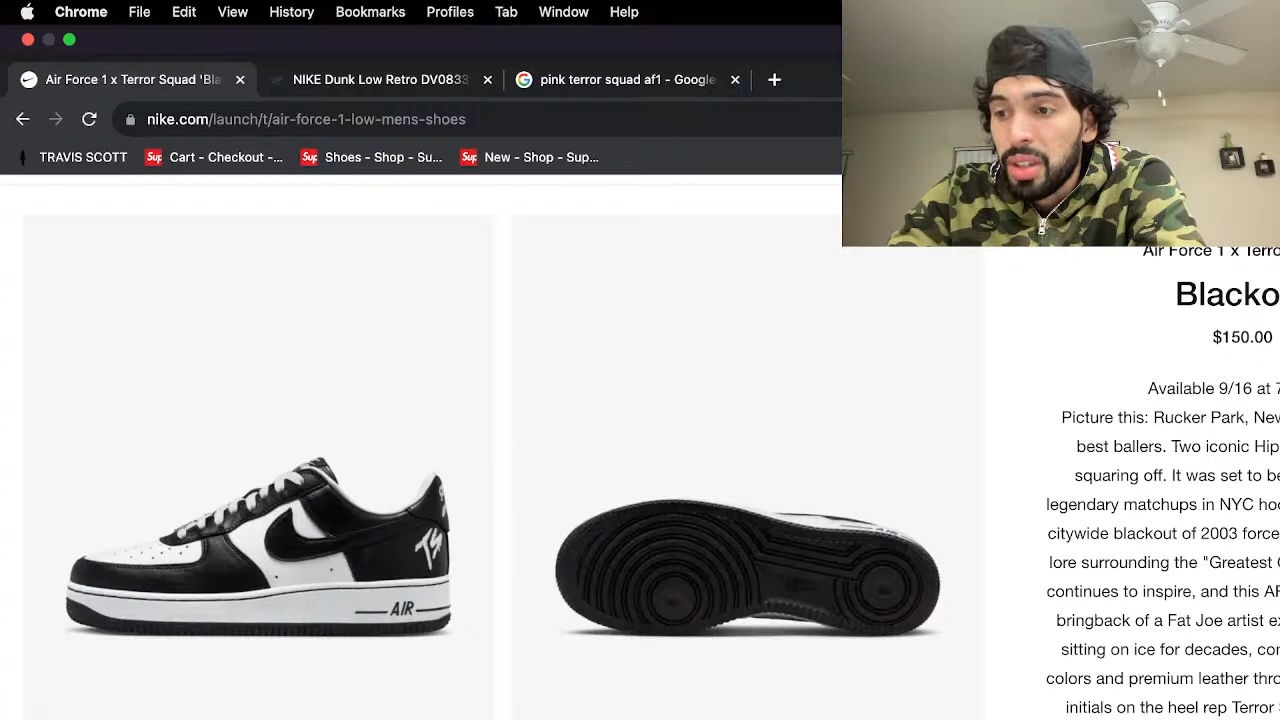 Chrome File Edit View History Bookmarks Profiles Tab Window Help
Air Force 1 x Terror Squad 'Bla
NIKE Dunk Low Retro DV0833
pink terror squad af1 - Google
nike.com/launch/t/air-force-1-low-mens-shoes
TRAVIS SCOTT
Sup Cart - Checkout -...
Sup Shoes - Shop - Su...
Sup New - Shop - Sup...
Air Force 1 x Terro
Blacko
$150.00
Available 9/16 at 7
Picture this: Rucker Park, New
best ballers. Two iconic Hip
squaring off. It was set to be
legendary matchups in NYC hoo
citywide blackout of 2003 force
lore surrounding the "Greatest G
continues to inspire, and this AF
bringback of a Fat Joe artist ex
sitting on ice for decades, con
colors and premium leather thro
initials on the heel rep Terror
TS
AIR